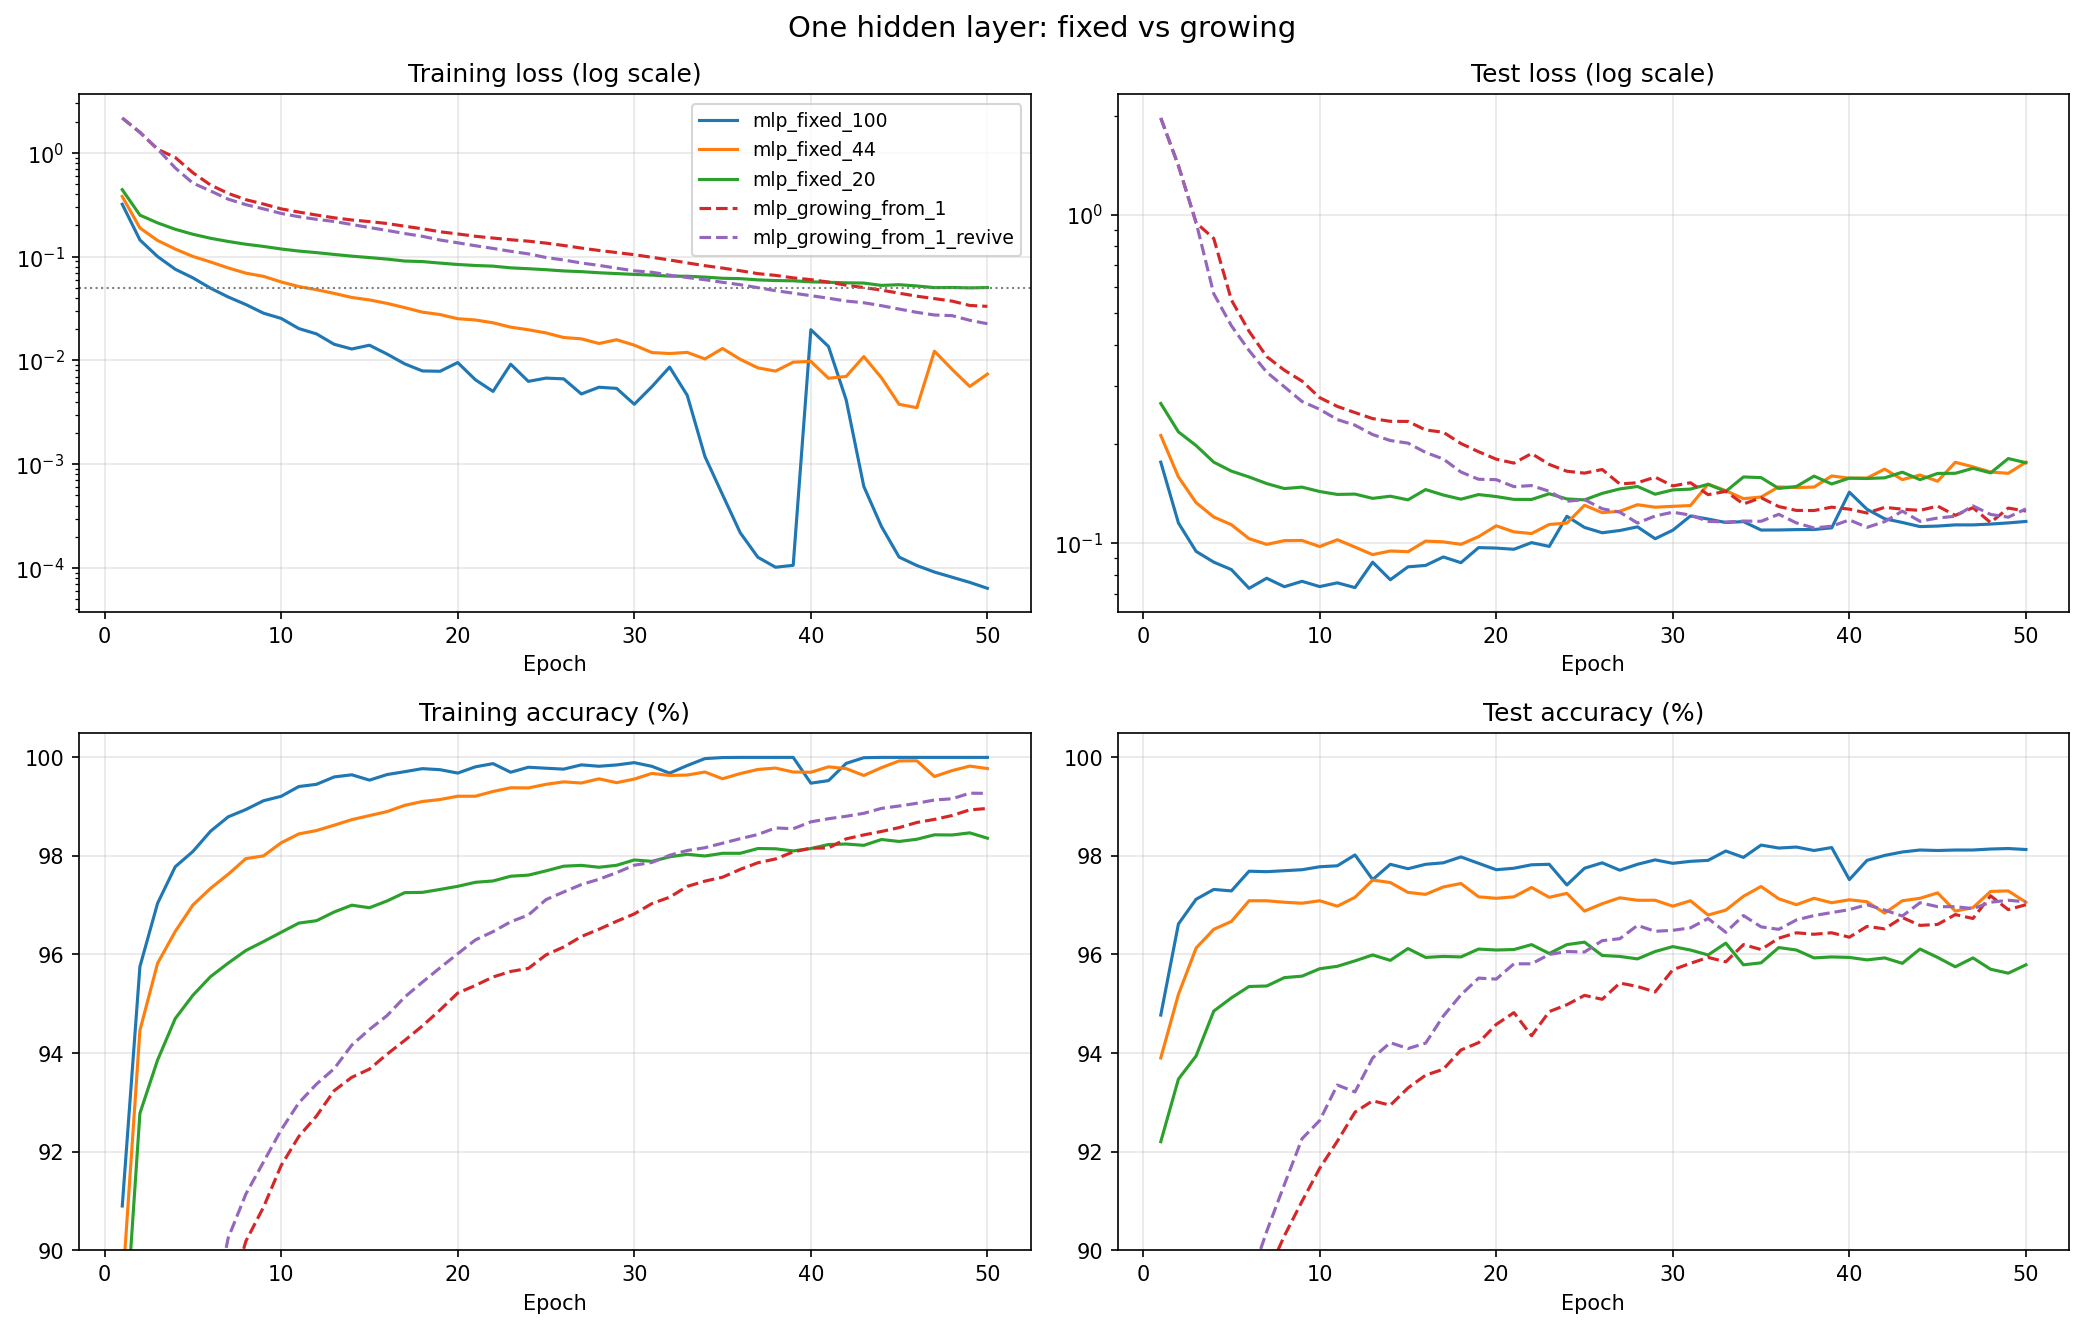 One hidden layer: fixed vs growing
Training loss (log scale)
10⁰
10⁻¹
10⁻²
10⁻³
10⁻⁴
mlp_fixed_100
mlp_fixed_44
mlp_fixed_20
mlp_growing_from_1
mlp_growing_from_1_revive
0 10 20 30 40 50
Epoch
Test loss (log scale)
10⁰
10⁻¹
0 10 20 30 40 50
Epoch
Training accuracy (%)
100
98
96
94
92
90
0 10 20 30 40 50
Epoch
Test accuracy (%)
100
98
96
94
92
90
0 10 20 30 40 50
Epoch